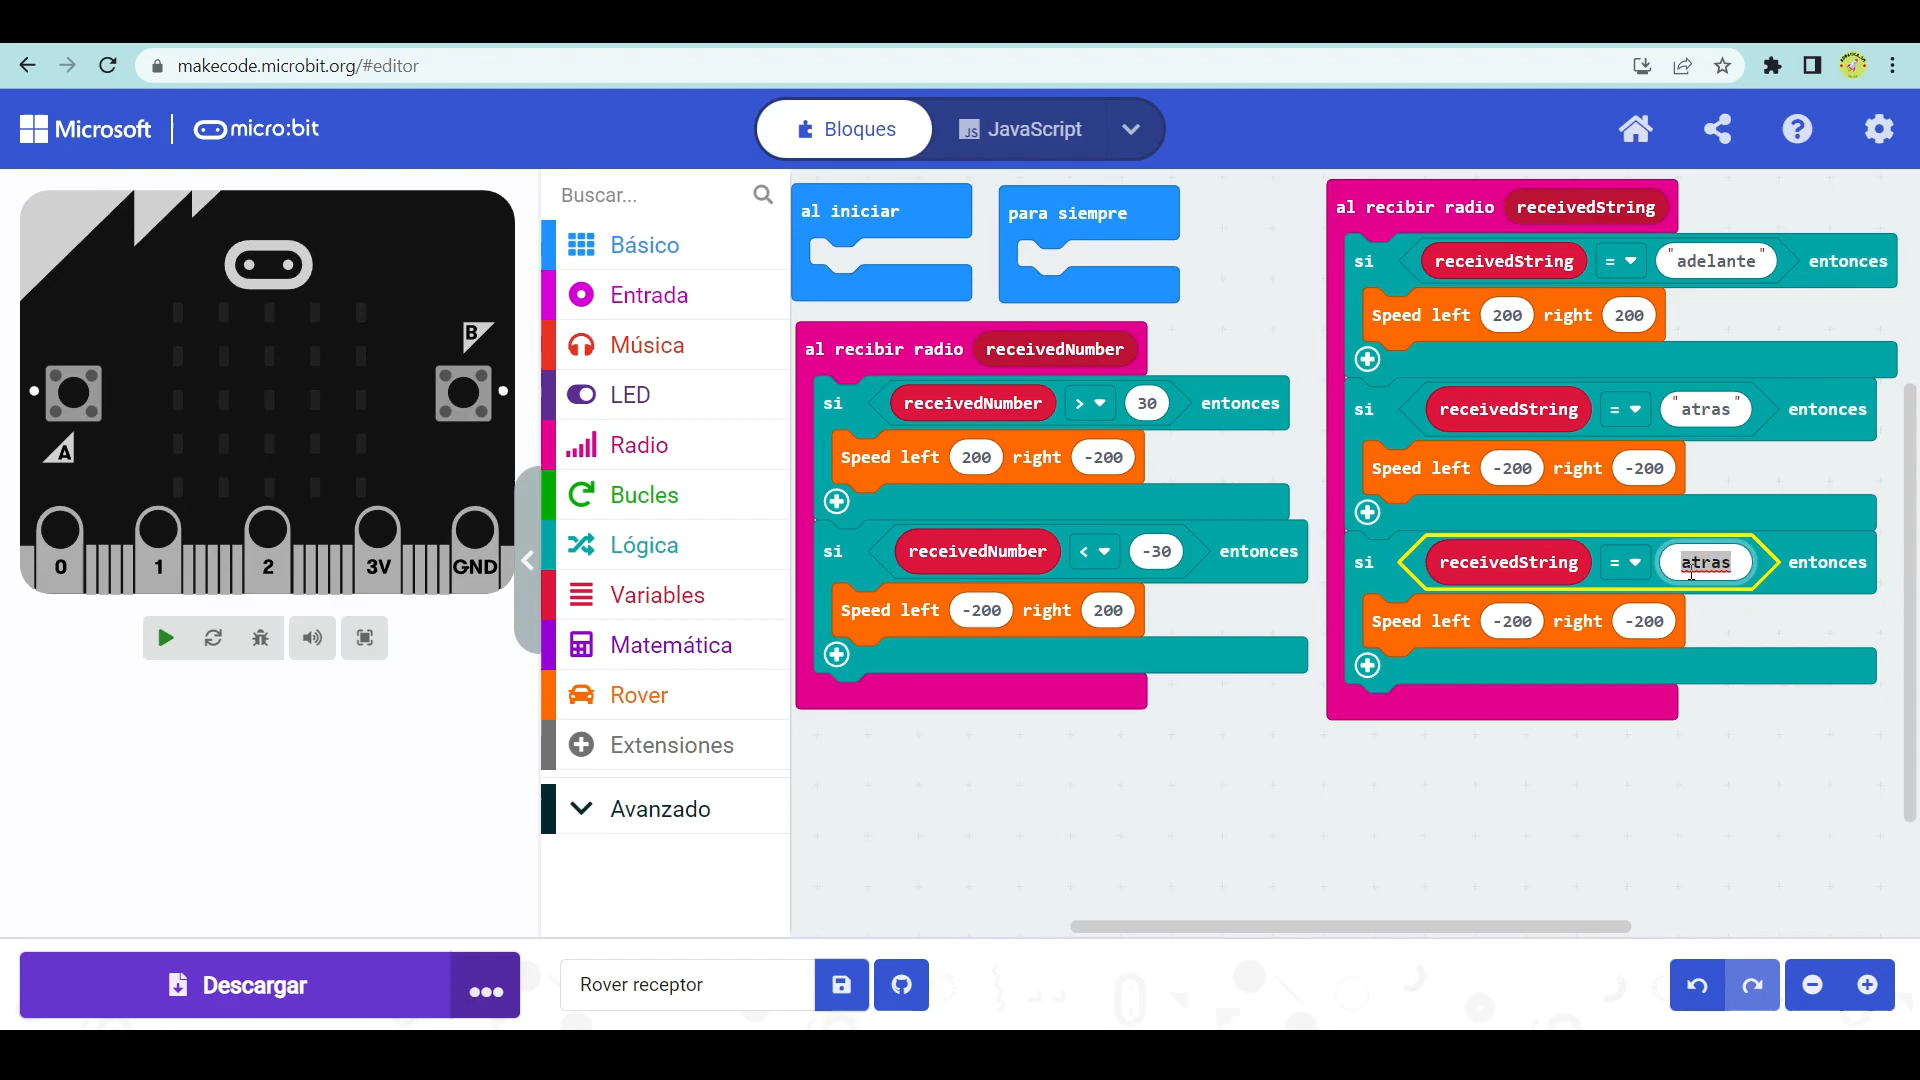 makecode.microbit.org/#editor
Microsoft
micro:bit
Bloques
JS JavaScript
?
B
A
0 1 2 3V GND
Buscar...
Básico
Entrada
Música
LED
Radio
Bucles
Lógica
Variables
Matemática
Rover
Extensiones
Avanzado
al iniciar
para siempre
al recibir radio receivedNumber
si receivedNumber > 30 entonces
Speed left 200 right -200
si receivedNumber < -30 entonces
Speed left -200 right 200
al recibir radio receivedString
si receivedString = "adelante" entonces
Speed left 200 right 200
si receivedString = "atras" entonces
Speed left -200 right -200
si receivedString = atras entonces
Speed left -200 right -200
Descargar
Rover receptor